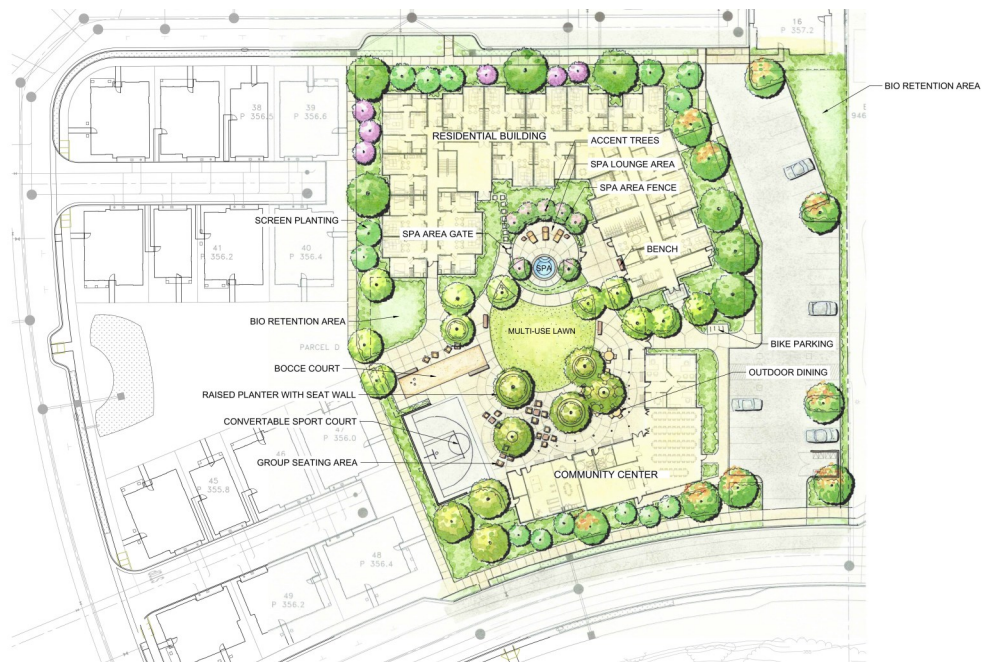 16
P 357.2
BIO RETENTION AREA
38
P 356.5
39
P 356.6
RESIDENTIAL BUILDING
ACCENT TREES
SPA LOUNGE AREA
SPA AREA FENCE
SCREEN PLANTING
SPA AREA GATE
41
P 356.2
40
P 356.4
BENCH
SPA
BIO RETENTION AREA
MULTI-USE LAWN
PARCEL D
BIKE PARKING
BOCCE COURT
OUTDOOR DINING
RAISED PLANTER WITH SEAT WALL
CONVERTABLE SPORT COURT
47
P 356.0
GROUP SEATING AREA
46
COMMUNITY CENTER
45
P 355.8
48
P 356.4
49
P 356.2